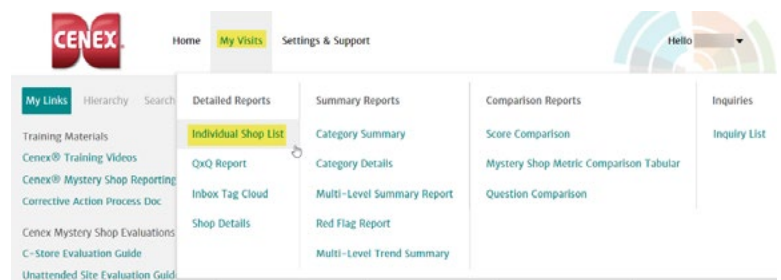 CENEX.
Home My Visits Settings & Support Hello
My Links Hierarchy Search
Training Materials
Cenex® Training Videos
Cenex® Mystery Shop Reporting
Corrective Action Process Doc
Cenex Mystery Shop Evaluations
C-Store Evaluation Guide
Unattended Site Evaluation Guid
Detailed Reports
Individual Shop List
QxQ Report
Inbox Tag Cloud
Shop Details
Summary Reports
Category Summary
Category Details
Multi-Level Summary Report
Red Flag Report
Multi-Level Trend Summary
Comparison Reports
Score Comparison
Mystery Shop Metric Comparison Tabular
Question Comparison
Inquiries
Inquiry List